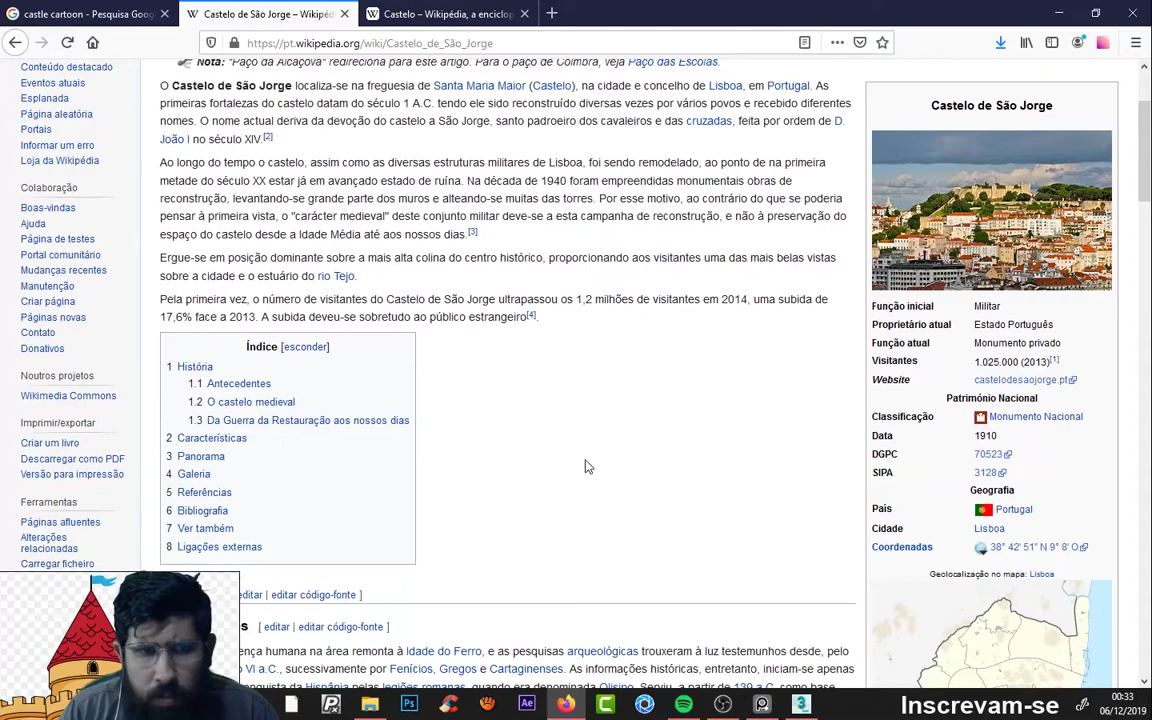 castle cartoon - Pesquisa Goog
Castelo de São Jorge – Wikipéd
Castelo – Wikipédia, a enciclop
https://pt.wikipedia.org/wiki/Castelo_de_São_Jorge
Conteúdo destacado
Eventos atuais
Esplanada
Página aleatória
Portais
Informar um erro
Loja da Wikipédia
Colaboração
Boas-vindas
Ajuda
Página de testes
Portal comunitário
Mudanças recentes
Manutenção
Criar página
Páginas novas
Contato
Donativos
Noutros projetos
Wikimedia Commons
Imprimir/exportar
Criar um livro
Descarregar como PDF
Versão para impressão
Ferramentas
Páginas afluentes
Alterações
relacionadas
Carregar ficheiro
Nota: "Paço da Alcáçova" redireciona para este artigo. Para o paço de Coimbra, veja Paço das Escolas.
O Castelo de São Jorge localiza-se na freguesia de Santa Maria Maior (Castelo), na cidade e concelho de Lisboa, em Portugal. As
primeiras fortalezas do castelo datam do século 1 A.C. tendo ele sido reconstruído diversas vezes por vários povos e recebido diferentes
nomes. O nome actual deriva da devoção do castelo a São Jorge, santo padroeiro dos cavaleiros e das cruzadas, feita por ordem de D.
João I no século XIV.[2]
Ao longo do tempo o castelo, assim como as diversas estruturas militares de Lisboa, foi sendo remodelado, ao ponto de na primeira
metade do século XX estar já em avançado estado de ruína. Na década de 1940 foram empreendidas monumentais obras de
reconstrução, levantando-se grande parte dos muros e alteando-se muitas das torres. Por esse motivo, ao contrário do que se poderia
pensar à primeira vista, o "carácter medieval" deste conjunto militar deve-se a esta campanha de reconstrução, e não à preservação do
espaço do castelo desde a Idade Média até aos nossos dias.[3]
Ergue-se em posição dominante sobre a mais alta colina do centro histórico, proporcionando aos visitantes uma das mais belas vistas
sobre a cidade e o estuário do rio Tejo.
Pela primeira vez, o número de visitantes do Castelo de São Jorge ultrapassou os 1,2 milhões de visitantes em 2014, uma subida de
17,6% face a 2013. A subida deveu-se sobretudo ao público estrangeiro[4].
Índice [esconder]
1 História
1.1 Antecedentes
1.2 O castelo medieval
1.3 Da Guerra da Restauração aos nossos dias
2 Características
3 Panorama
4 Galeria
5 Referências
6 Bibliografia
7 Ver também
8 Ligações externas
editar | editar código-fonte ]
s [ editar | editar código-fonte ]
ença humana na área remonta à Idade do Ferro, e as pesquisas arqueológicas trouxeram à luz testemunhos desde, pelo
VI a.C., sucessivamente por Fenícios, Gregos e Cartaginenses. As informações históricas, entretanto, iniciam-se apenas
onquista da Hispânia pelas legiões romanas, quando era denominada Olisipo. Serviu, a partir de 139 a.C. como base
Castelo de São Jorge
Função inicial Militar
Proprietário atual Estado Português
Função atual Monumento privado
Visitantes 1.025.000 (2013)[1]
Website castelodesaojorge.pt
Património Nacional
Classificação Monumento Nacional
Data 1910
DGPC 70523
SIPA 3128
Geografia
País Portugal
Cidade Lisboa
Coordenadas 38° 42' 51" N 9° 8' O
Geolocalização no mapa: Lisboa
Ps
Ae
C
3
Inscrevam-se
00:33
06/12/2019